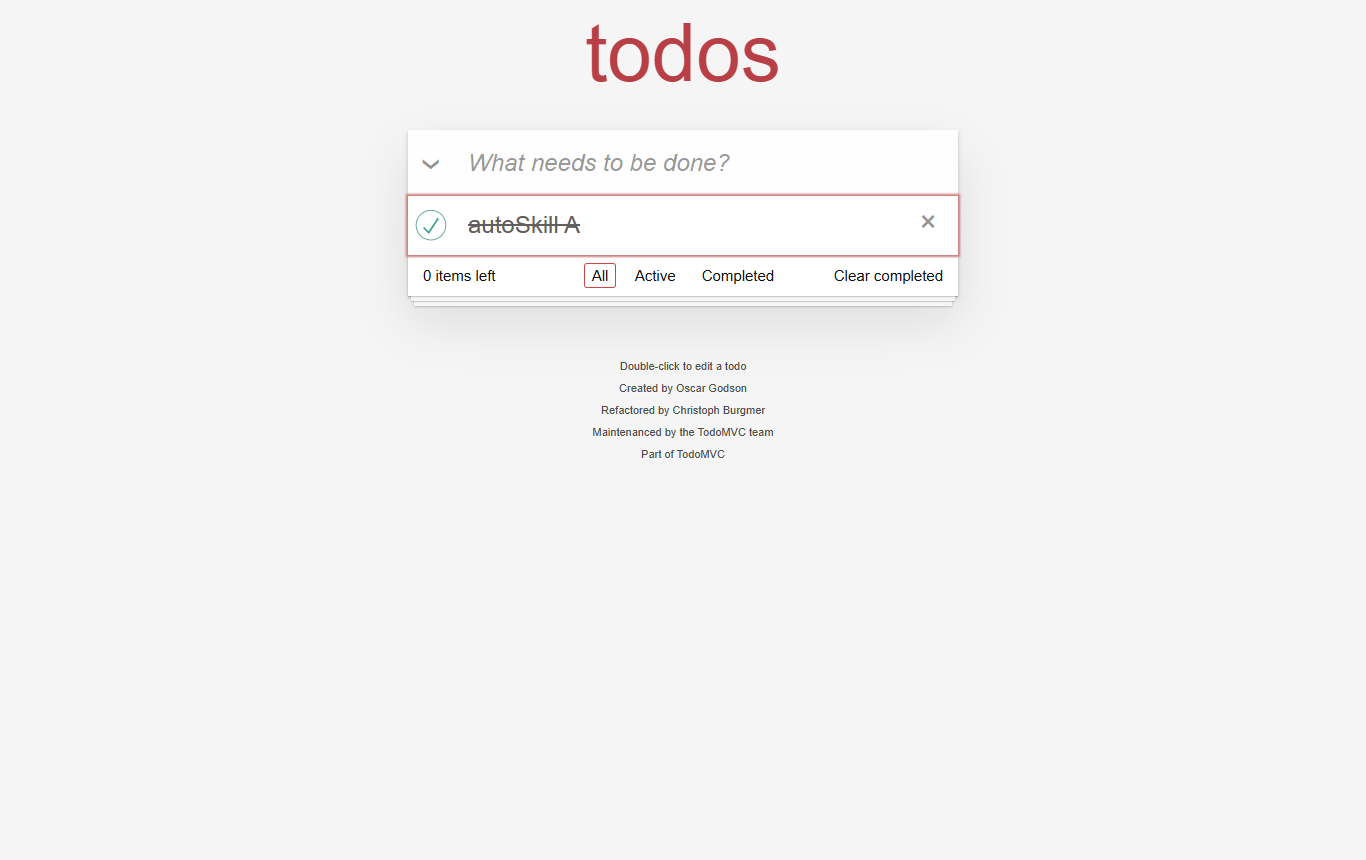 todos
What needs to be done?
autoSkill A
0 items left All Active Completed Clear completed
Double-click to edit a todo
Created by Oscar Godson
Refactored by Christoph Burgmer
Maintenanced by the TodoMVC team
Part of TodoMVC